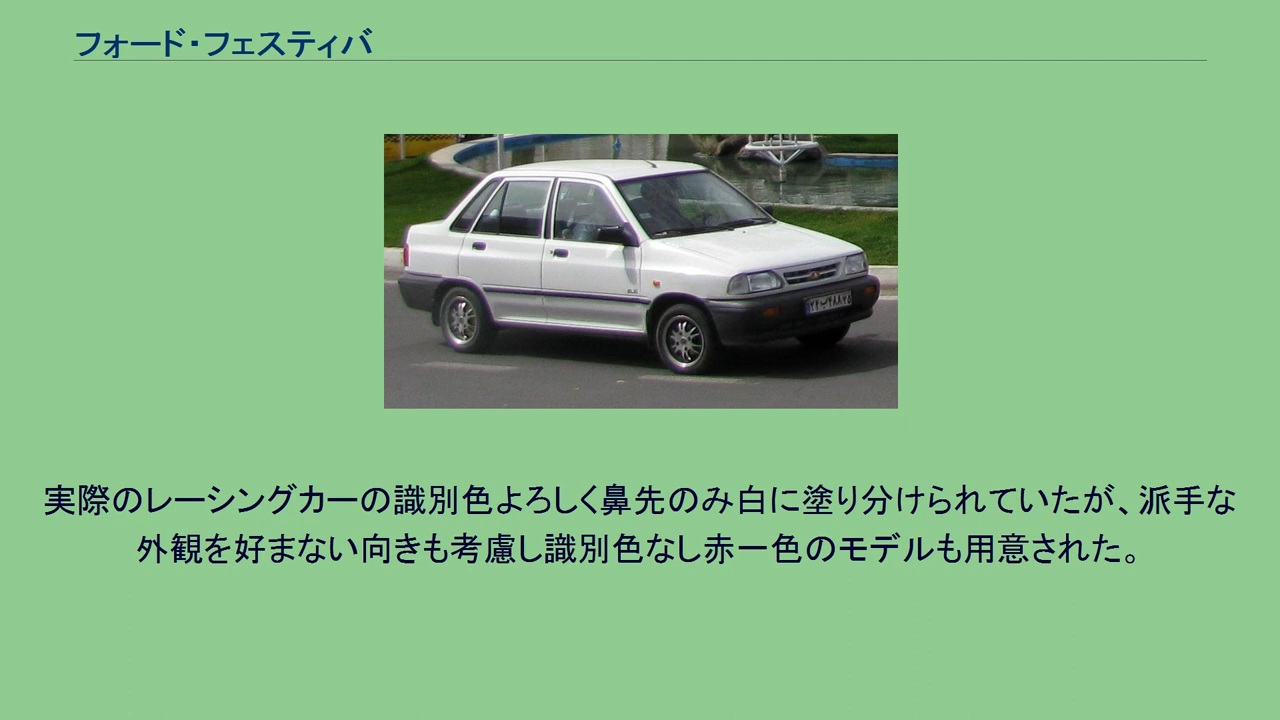 フォード・フェスティバ
実際のレーシングカーの識別色よろしく鼻先のみ白に塗り分けられていたが、派手な
外観を好まない向きも考慮し識別色なし赤一色のモデルも用意された。